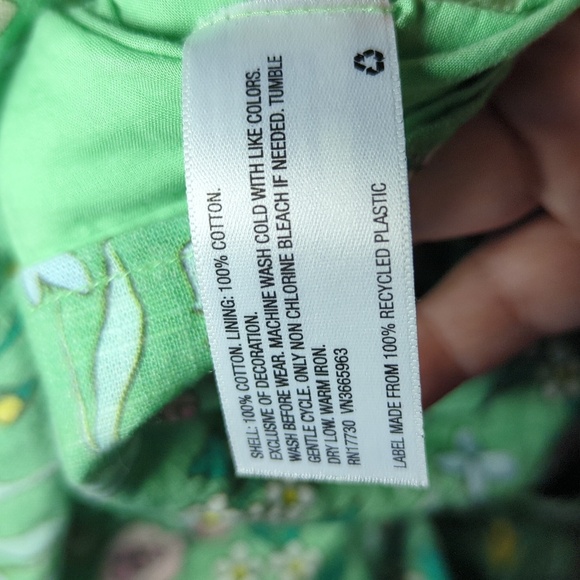 SHELL: 100% COTTON. LINING: 100% COTTON.
EXCLUSIVE OF DECORATION.
WASH BEFORE WEAR. MACHINE WASH COLD WITH LIKE COLORS.
GENTLE CYCLE. ONLY NON CHLORINE BLEACH IF NEEDED. TUMBLE
DRY LOW. WARM IRON.
RN17730 VN3665963
LABEL MADE FROM 100% RECYCLED PLASTIC